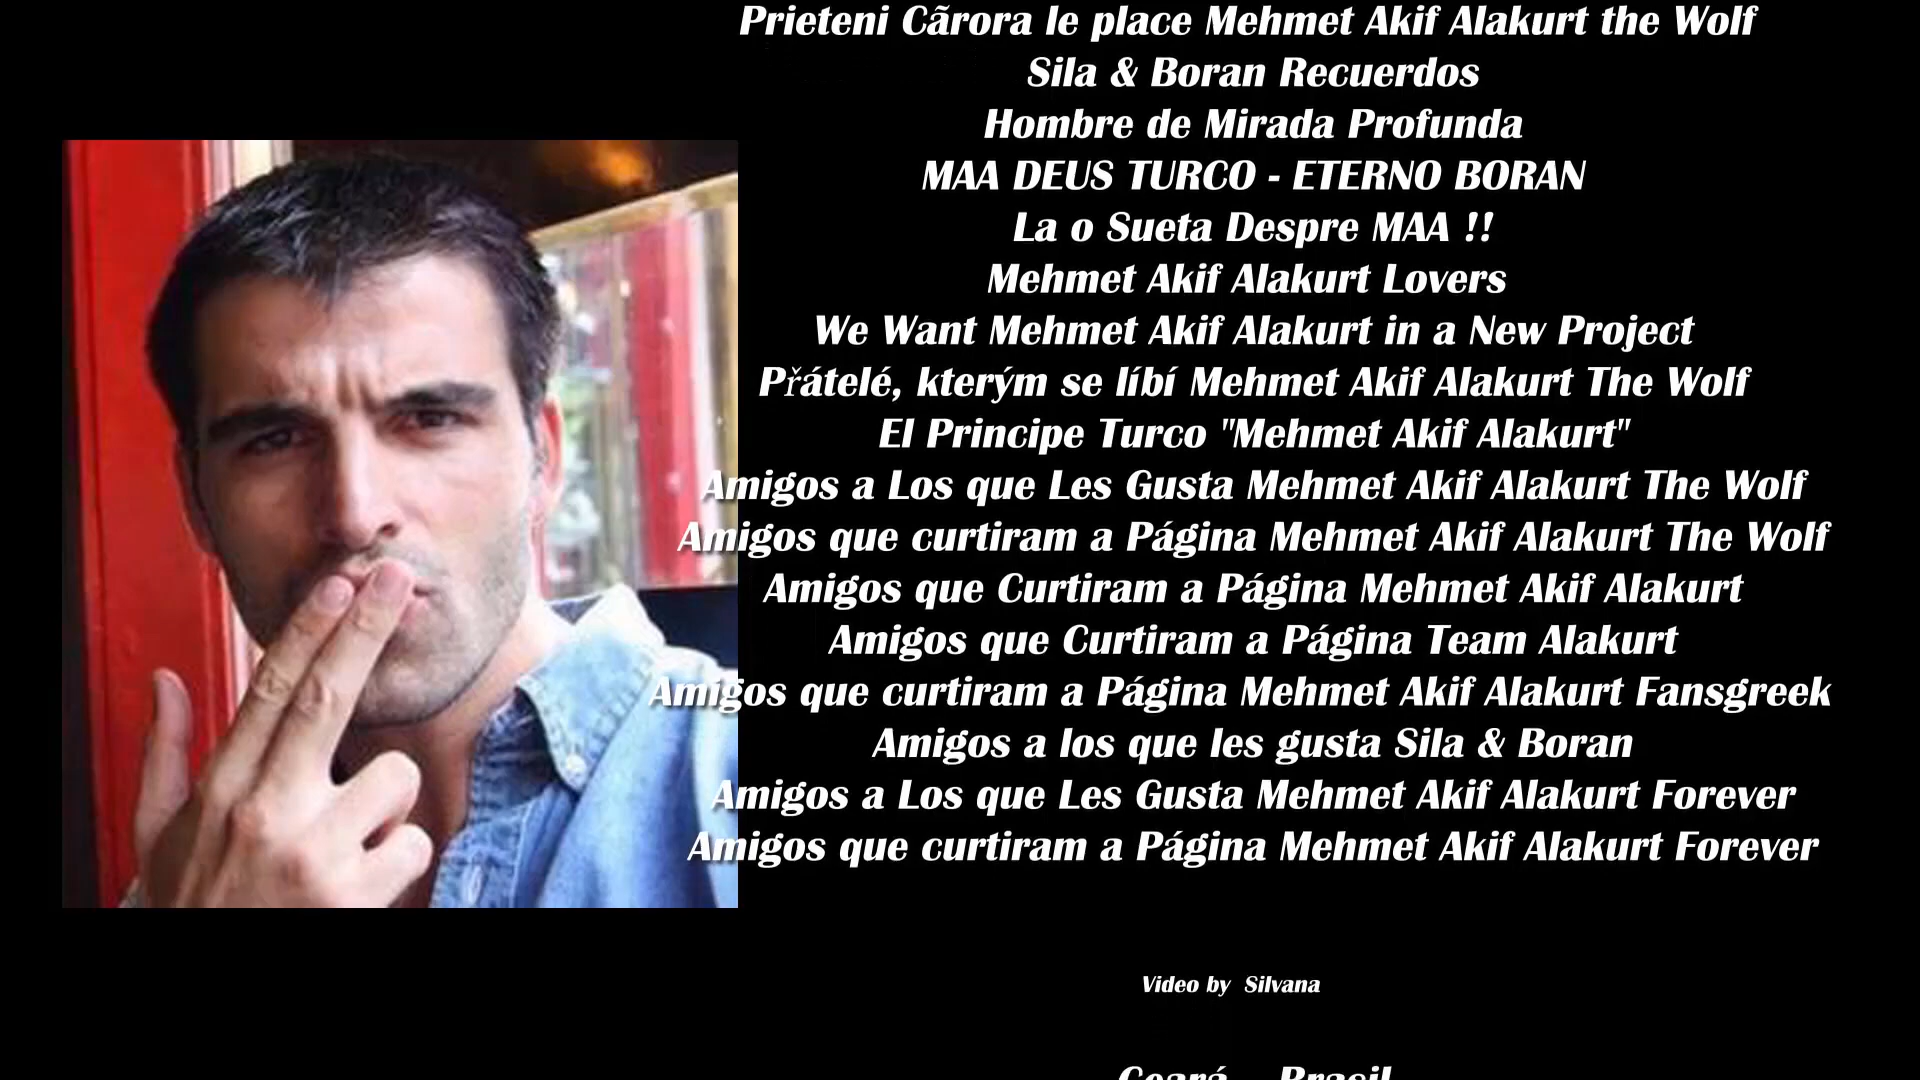 Prieteni Cãrora le place Mehmet Akif Alakurt the Wolf
Sila & Boran Recuerdos
Hombre de Mirada Profunda
MAA DEUS TURCO - ETERNO BORAN
La o Sueta Despre MAA !!
Mehmet Akif Alakurt Lovers
We Want Mehmet Akif Alakurt in a New Project
Přátelé, kterým se líbí Mehmet Akif Alakurt The Wolf
El Principe Turco "Mehmet Akif Alakurt"
Amigos a Los que Les Gusta Mehmet Akif Alakurt The Wolf
Amigos que curtiram a Página Mehmet Akif Alakurt The Wolf
Amigos que Curtiram a Página Mehmet Akif Alakurt
Amigos que Curtiram a Página Team Alakurt
Amigos que curtiram a Página Mehmet Akif Alakurt Fansgreek
Amigos a los que les gusta Sila & Boran
Amigos a Los que Les Gusta Mehmet Akif Alakurt Forever
Amigos que curtiram a Página Mehmet Akif Alakurt Forever
Video by Silvana
Ceará Brasil